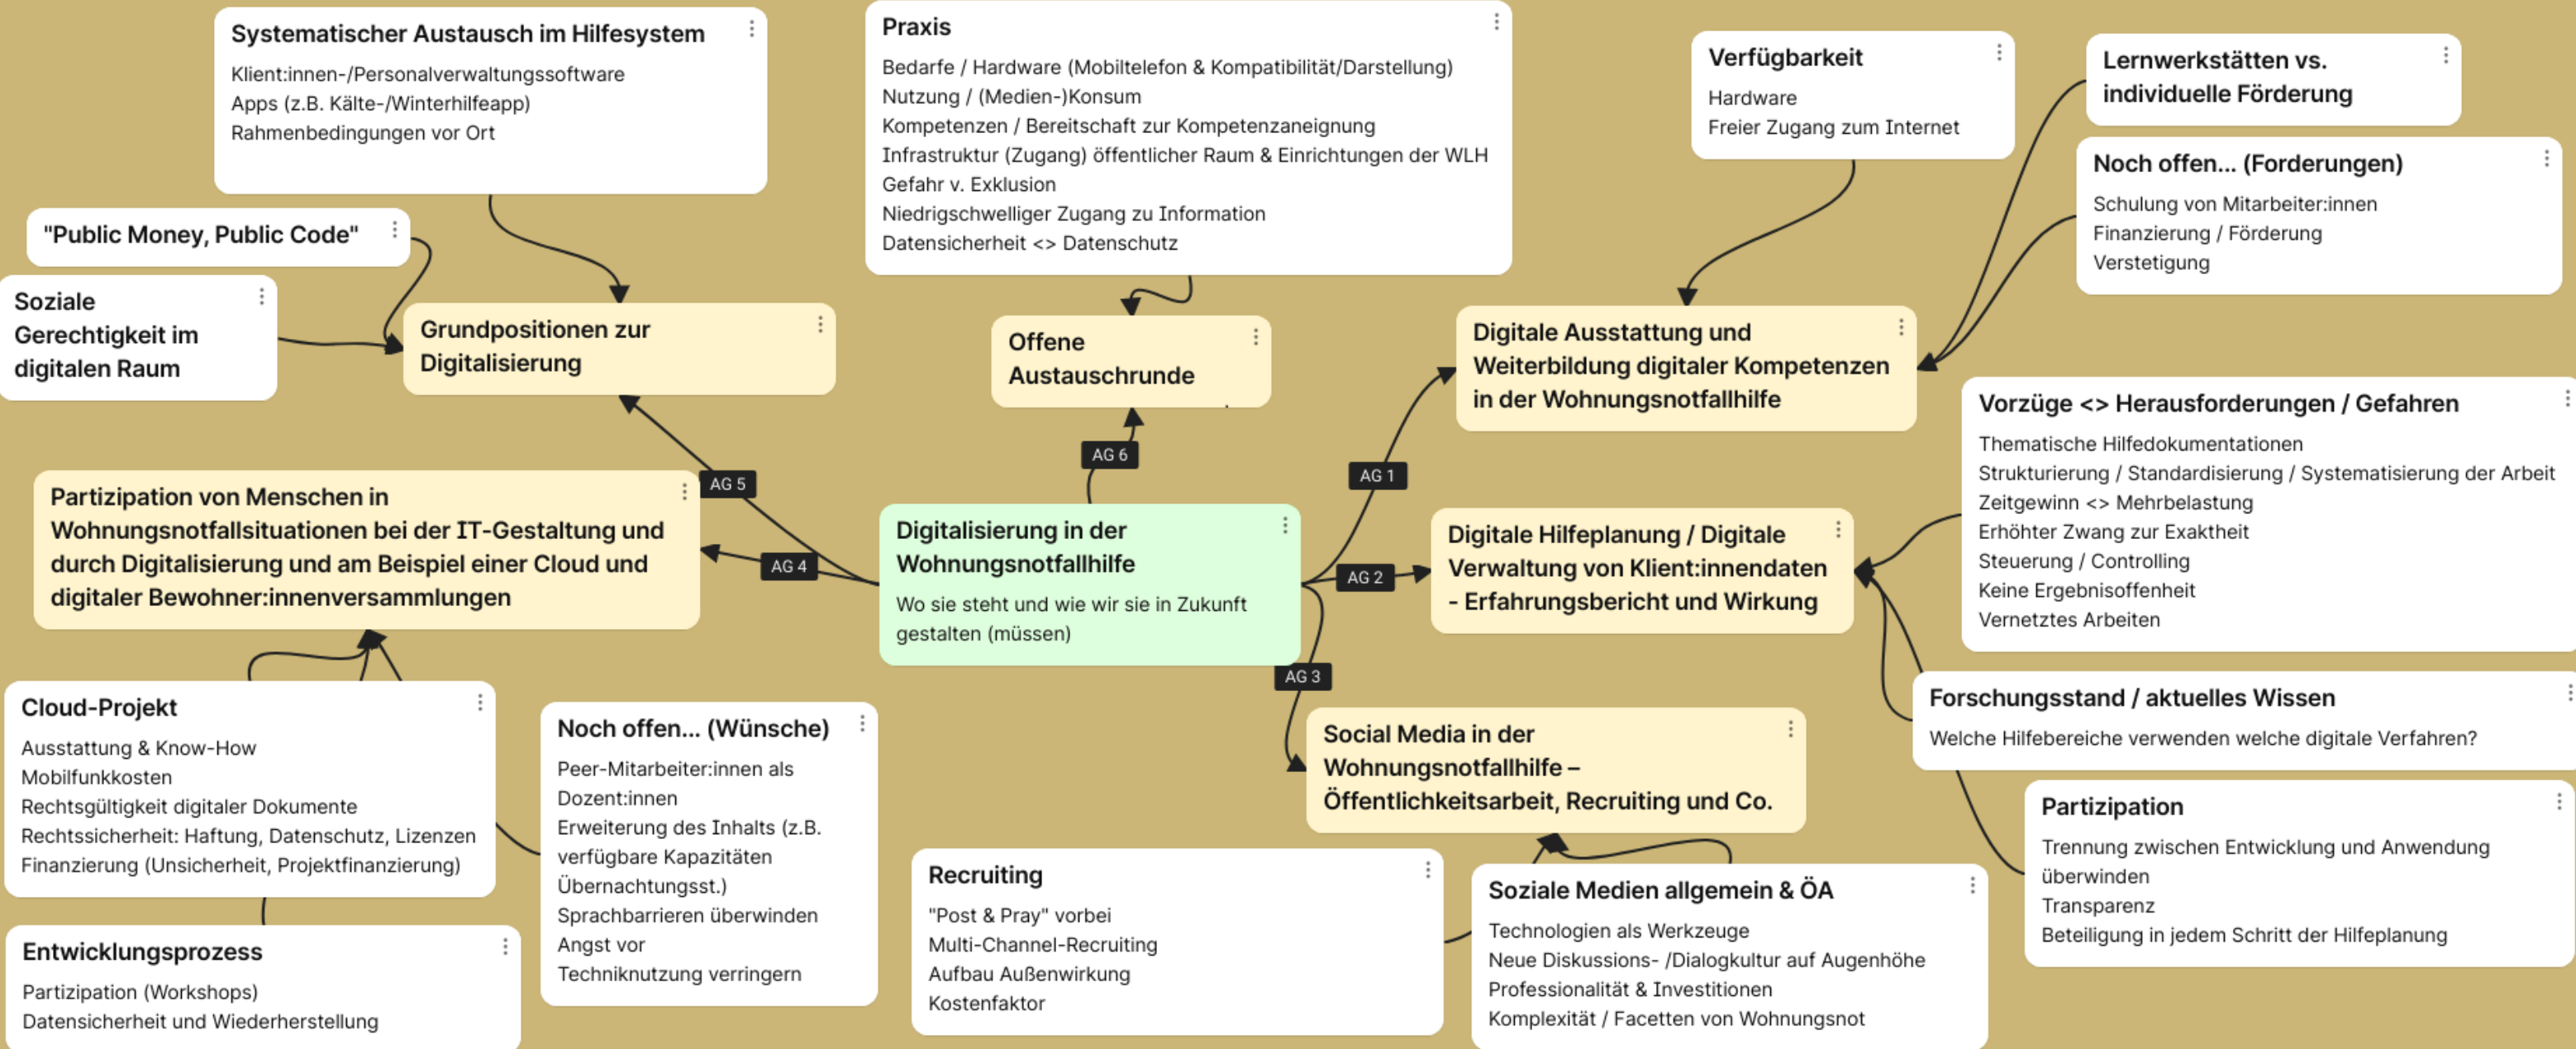 Systematischer Austausch im Hilfesystem
Klient:innen-/Personalverwaltungssoftware
Apps (z.B. Kälte-/Winterhilfeapp)
Rahmenbedingungen vor Ort
"Public Money, Public Code"
Soziale
Gerechtigkeit im
digitalen Raum
Grundpositionen zur
Digitalisierung
Praxis
Bedarfe / Hardware (Mobiltelefon & Kompatibilität/Darstellung)
Nutzung / (Medien-)Konsum
Kompetenzen / Bereitschaft zur Kompetenzaneignung
Infrastruktur (Zugang) öffentlicher Raum & Einrichtungen der WLH
Gefahr v. Exklusion
Niedrigschwelliger Zugang zu Information
Datensicherheit <> Datenschutz
Offene
Austauschrunde
Verfügbarkeit
Hardware
Freier Zugang zum Internet
Lernwerkstätten vs.
individuelle Förderung
Noch offen... (Forderungen)
Schulung von Mitarbeiter:innen
Finanzierung / Förderung
Verstetigung
Digitale Ausstattung und
Weiterbildung digitaler Kompetenzen
in der Wohnungsnotfallhilfe
AG 5
AG 6
AG 1
AG 4
AG 2
AG 3
Partizipation von Menschen in
Wohnungsnotfallsituationen bei der IT-Gestaltung und
durch Digitalisierung und am Beispiel einer Cloud und
digitaler Bewohner:innenversammlungen
Digitalisierung in der
Wohnungsnotfallhilfe
Wo sie steht und wie wir sie in Zukunft
gestalten (müssen)
Digitale Hilfeplanung / Digitale
Verwaltung von Klient:innendaten
- Erfahrungsbericht und Wirkung
Vorzüge <> Herausforderungen / Gefahren
Thematische Hilfedokumentationen
Strukturierung / Standardisierung / Systematisierung der Arbeit
Zeitgewinn <> Mehrbelastung
Erhöhter Zwang zur Exaktheit
Steuerung / Controlling
Keine Ergebnisoffenheit
Vernetztes Arbeiten
Forschungsstand / aktuelles Wissen
Welche Hilfebereiche verwenden welche digitale Verfahren?
Partizipation
Trennung zwischen Entwicklung und Anwendung
überwinden
Transparenz
Beteiligung in jedem Schritt der Hilfeplanung
Cloud-Projekt
Ausstattung & Know-How
Mobilfunkkosten
Rechtsgültigkeit digitaler Dokumente
Rechtssicherheit: Haftung, Datenschutz, Lizenzen
Finanzierung (Unsicherheit, Projektfinanzierung)
Entwicklungsprozess
Partizipation (Workshops)
Datensicherheit und Wiederherstellung
Noch offen... (Wünsche)
Peer-Mitarbeiter:innen als
Dozent:innen
Erweiterung des Inhalts (z.B.
verfügbare Kapazitäten
Übernachtungsst.)
Sprachbarrieren überwinden
Angst vor
Techniknutzung verringern
Social Media in der
Wohnungsnotfallhilfe –
Öffentlichkeitsarbeit, Recruiting und Co.
Recruiting
"Post & Pray" vorbei
Multi-Channel-Recruiting
Aufbau Außenwirkung
Kostenfaktor
Soziale Medien allgemein & ÖA
Technologien als Werkzeuge
Neue Diskussions- /Dialogkultur auf Augenhöhe
Professionalität & Investitionen
Komplexität / Facetten von Wohnungsnot